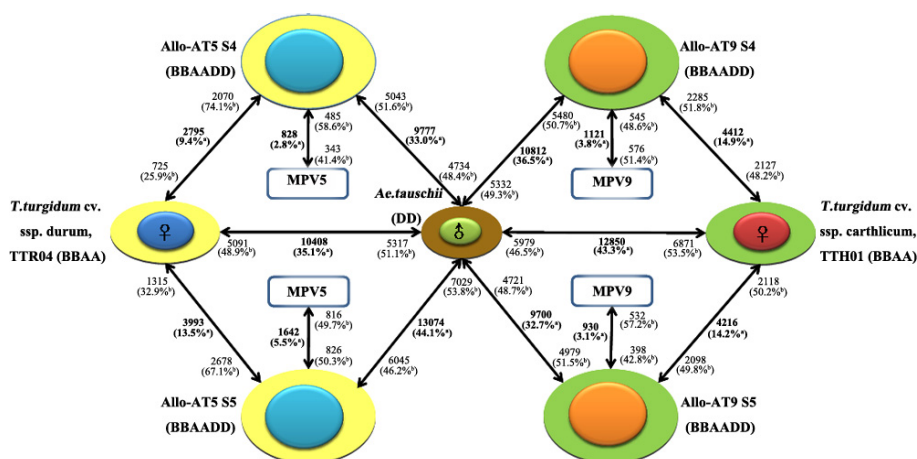 Allo-AT5 S4
(BBAADD)
Allo-AT9 S4
(BBAADD)
2070
(74.1%ᵇ)
5043
(51.6%ᵇ)
2285
(51.8%ᵇ)
485
(58.6%ᵇ)
5480
(50.7%ᵇ)
545
(48.6%ᵇ)
2795
(9.4%ᵃ)
828
(2.8%ᵃ)
9777
(33.0%ᵃ)
10812
(36.5%ᵃ)
1121
(3.8%ᵃ)
4412
(14.9%ᵃ)
343
(41.4%ᵇ)
576
(51.4%ᵇ)
725
(25.9%ᵇ)
MPV5
4734
(48.4%ᵇ)
5332
(49.3%ᵇ)
MPV9
2127
(48.2%ᵇ)
T.turgidum cv.
ssp. durum,
TTR04 (BBAA)
♀
Ae.tauschii
(DD)
♂
♀
T.turgidum cv.
ssp. carthlicum,
TTH01 (BBAA)
5091
(48.9%ᵇ)
10408
(35.1%ᵃ)
5317
(51.1%ᵇ)
5979
(46.5%ᵇ)
12850
(43.3%ᵃ)
6871
(53.5%ᵇ)
1315
(32.9%ᵇ)
MPV5
7029
(53.8%ᵇ)
4721
(48.7%ᵇ)
MPV9
2118
(50.2%ᵇ)
816
(49.7%ᵇ)
532
(57.2%ᵇ)
3993
(13.5%ᵃ)
1642
(5.5%ᵃ)
13074
(44.1%ᵃ)
9700
(32.7%ᵃ)
930
(3.1%ᵃ)
4216
(14.2%ᵃ)
2678
(67.1%ᵇ)
826
(50.3%ᵇ)
6045
(46.2%ᵇ)
4979
(51.5%ᵇ)
398
(42.8%ᵇ)
2098
(49.8%ᵇ)
Allo-AT5 S5
(BBAADD)
Allo-AT9 S5
(BBAADD)